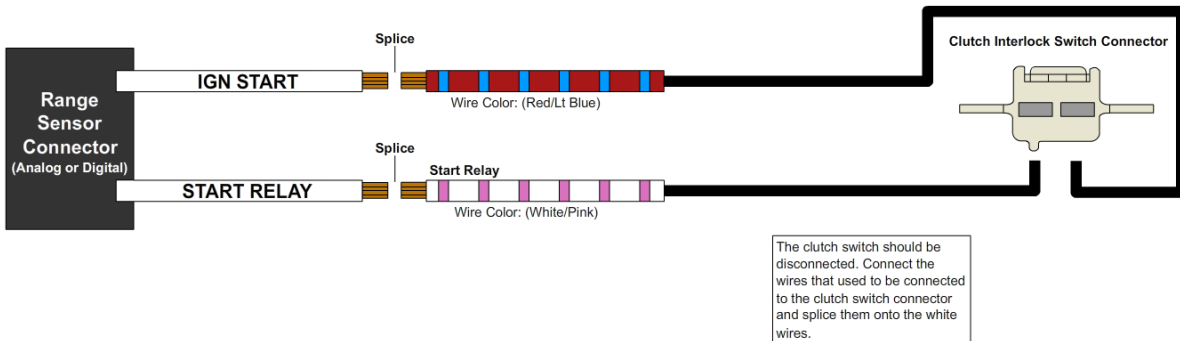 Splice
Clutch Interlock Switch Connector
IGN START
Wire Color: (Red/Lt Blue)
Range
Sensor
Connector
(Analog or Digital)
Splice
Start Relay
START RELAY
Wire Color: (White/Pink)
The clutch switch should be
disconnected. Connect the
wires that used to be connected
to the clutch switch connector
and splice them onto the white
wires.